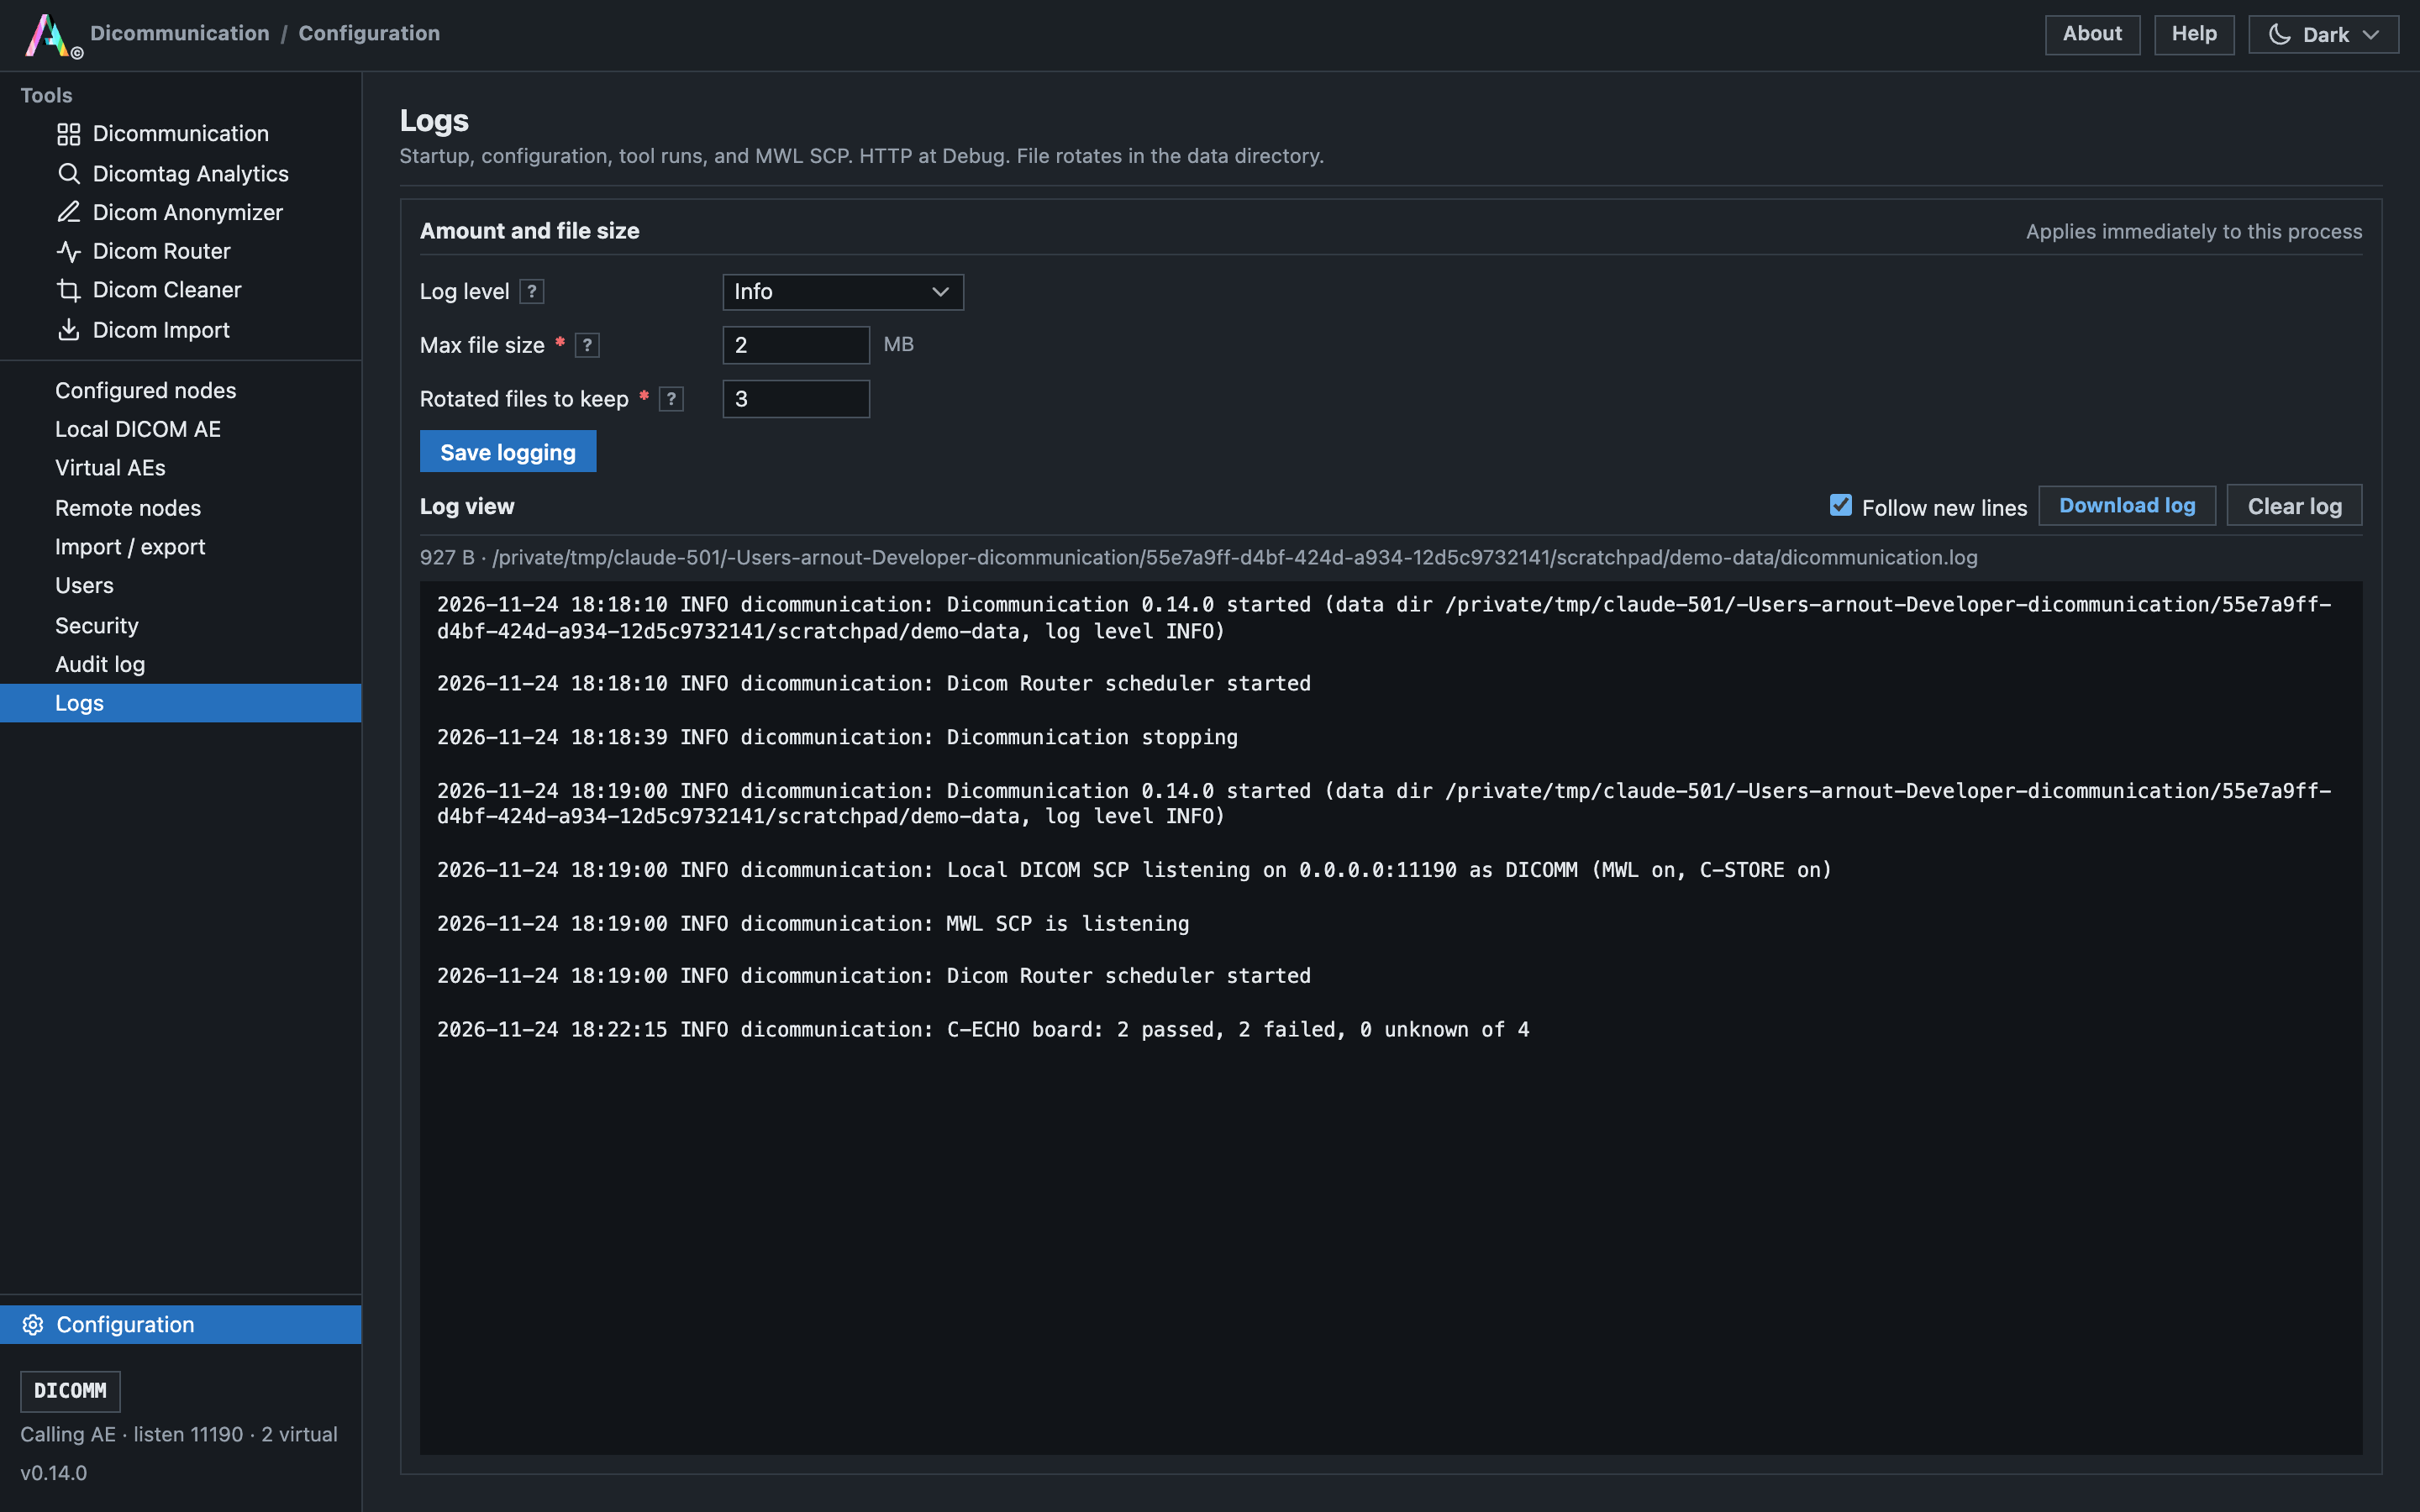 Dicommunication / Configuration
About
Help
Dark
Tools
Dicommunication
Dicomtag Analytics
Dicom Anonymizer
Dicom Router
Dicom Cleaner
Dicom Import
Configured nodes
Local DICOM AE
Virtual AEs
Remote nodes
Import / export
Users
Security
Audit log
Logs
Configuration
DICOMM
Calling AE · listen 11190 · 2 virtual
v0.14.0
Logs
Startup, configuration, tool runs, and MWL SCP. HTTP at Debug. File rotates in the data directory.
Amount and file size
Applies immediately to this process
Log level ?
Info
Max file size * ?
2 MB
Rotated files to keep * ?
3
Save logging
Log view
Follow new lines
Download log
Clear log
927 B · /private/tmp/claude-501/-Users-arnout-Developer-dicommunication/55e7a9ff-d4bf-424d-a934-12d5c9732141/scratchpad/demo-data/dicommunication.log
2026-11-24 18:18:10 INFO dicommunication: Dicommunication 0.14.0 started (data dir /private/tmp/claude-501/-Users-arnout-Developer-dicommunication/55e7a9ff-
d4bf-424d-a934-12d5c9732141/scratchpad/demo-data, log level INFO)
2026-11-24 18:18:10 INFO dicommunication: Dicom Router scheduler started
2026-11-24 18:18:39 INFO dicommunication: Dicommunication stopping
2026-11-24 18:19:00 INFO dicommunication: Dicommunication 0.14.0 started (data dir /private/tmp/claude-501/-Users-arnout-Developer-dicommunication/55e7a9ff-
d4bf-424d-a934-12d5c9732141/scratchpad/demo-data, log level INFO)
2026-11-24 18:19:00 INFO dicommunication: Local DICOM SCP listening on 0.0.0.0:11190 as DICOMM (MWL on, C-STORE on)
2026-11-24 18:19:00 INFO dicommunication: MWL SCP is listening
2026-11-24 18:19:00 INFO dicommunication: Dicom Router scheduler started
2026-11-24 18:22:15 INFO dicommunication: C-ECHO board: 2 passed, 2 failed, 0 unknown of 4